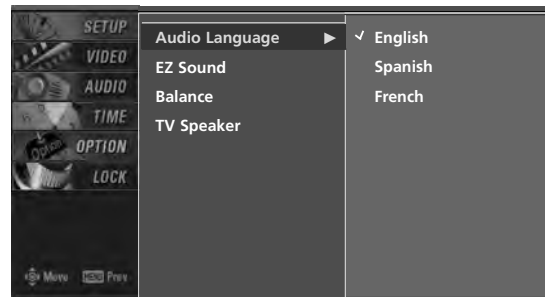 SETUP
VIDEO
AUDIO
TIME
OPTION
LOCK
Move MENU Prev
Audio Language ▶
EZ Sound
Balance
TV Speaker
✓ English
Spanish
French